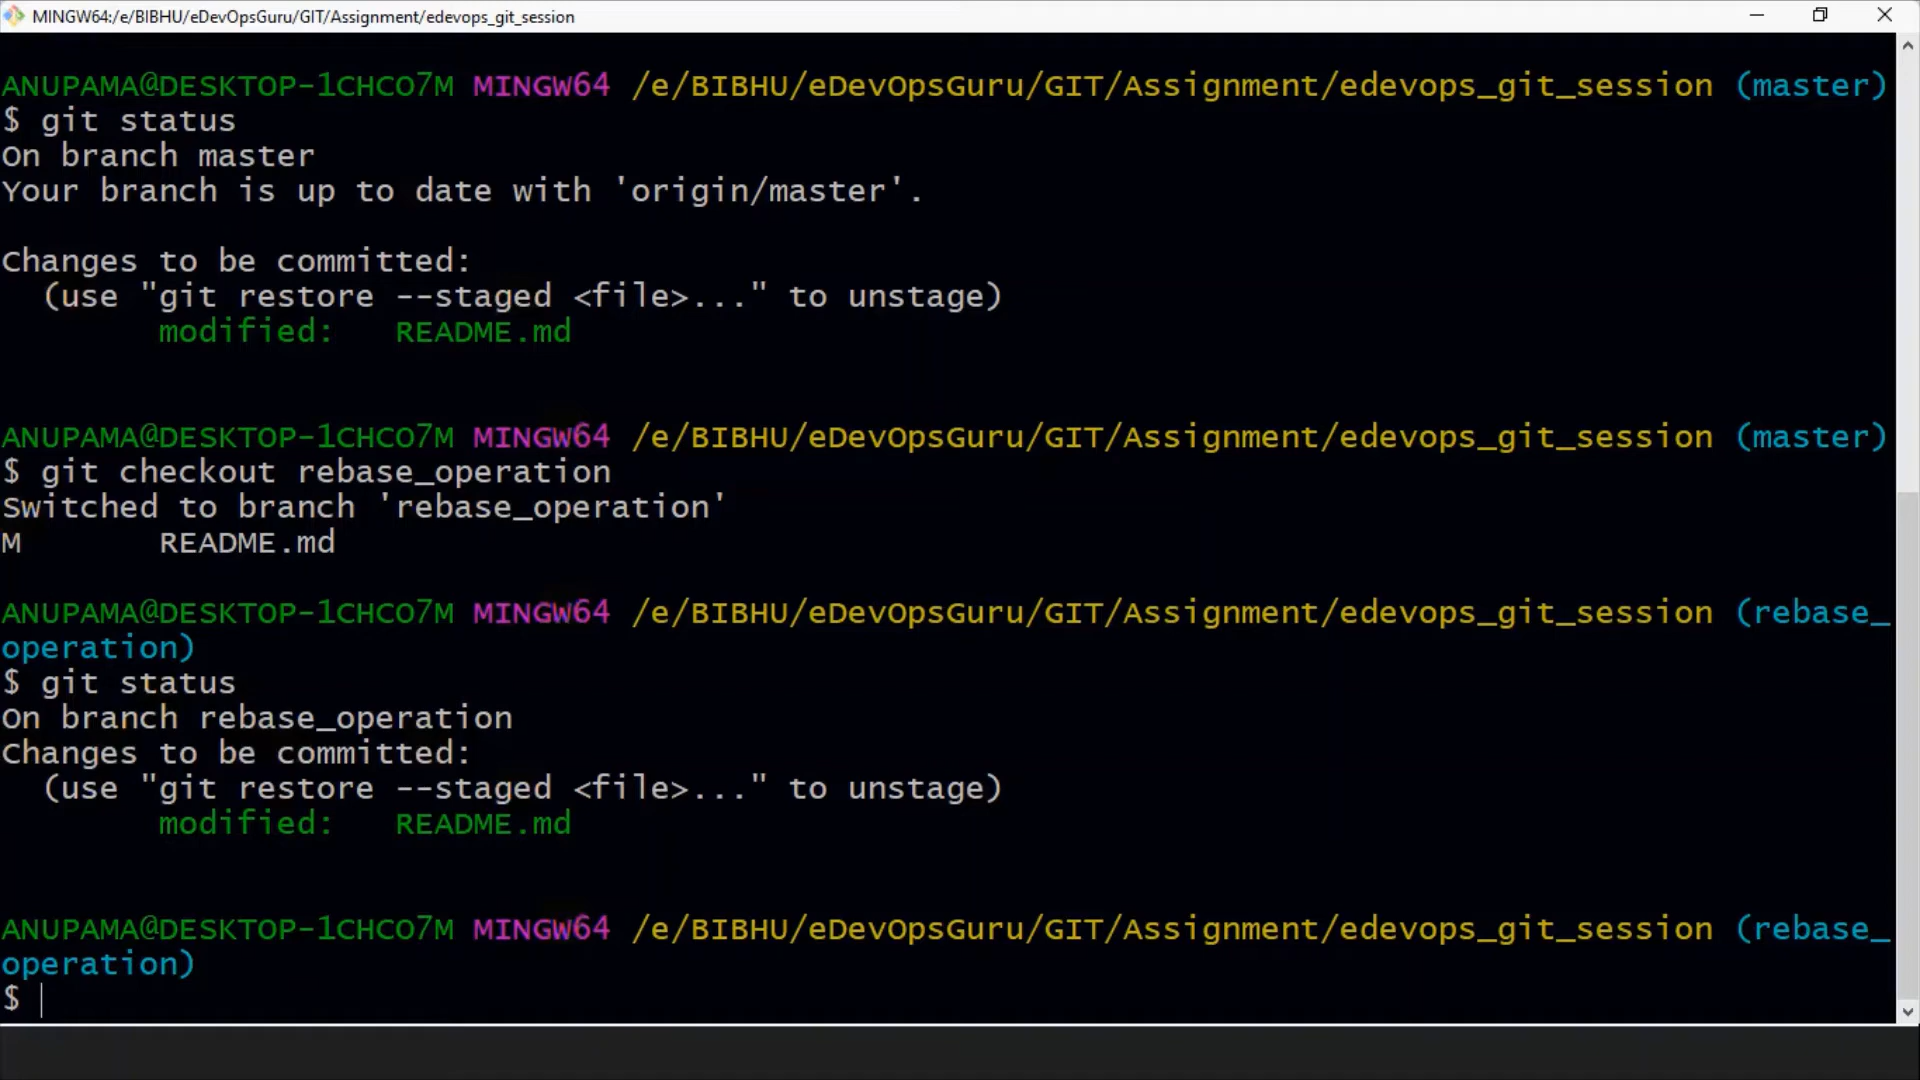 MINGW64:/e/BIBHU/eDevOpsGuru/GIT/Assignment/edevops_git_session
ANUPAMA@DESKTOP-1CHCO7M MINGW64 /e/BIBHU/eDevOpsGuru/GIT/Assignment/edevops_git_session (master)
$ git status
On branch master
Your branch is up to date with 'origin/master'.
Changes to be committed:
(use "git restore --staged <file>..." to unstage)
modified:   README.md
ANUPAMA@DESKTOP-1CHCO7M MINGW64 /e/BIBHU/eDevOpsGuru/GIT/Assignment/edevops_git_session (master)
$ git checkout rebase_operation
Switched to branch 'rebase_operation'
M       README.md
ANUPAMA@DESKTOP-1CHCO7M MINGW64 /e/BIBHU/eDevOpsGuru/GIT/Assignment/edevops_git_session (rebase_
operation)
$ git status
On branch rebase_operation
Changes to be committed:
(use "git restore --staged <file>..." to unstage)
modified:   README.md
ANUPAMA@DESKTOP-1CHCO7M MINGW64 /e/BIBHU/eDevOpsGuru/GIT/Assignment/edevops_git_session (rebase_
operation)
$